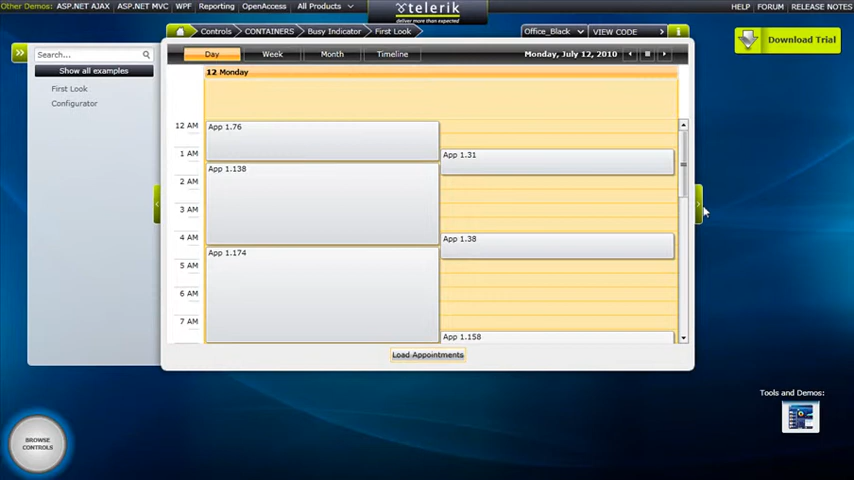 Other Demos: ASP.NET AJAX ASP.NET MVC WPF Reporting OpenAccess All Products
telerik
deliver more than expected
HELP FORUM RELEASE NOTES
Controls CONTAINERS Busy Indicator First Look
Office_Black VIEW CODE i
Download Trial
Search...
Show all examples
First Look
Configurator
Day Week Month Timeline Monday, July 12, 2010
12 Monday
12 AM
App 1.76
1 AM
App 1.31
App 1.138
2 AM
3 AM
4 AM
App 1.38
App 1.174
5 AM
6 AM
7 AM
App 1.158
Load Appointments
Tools and Demos:
BROWSE
CONTROLS